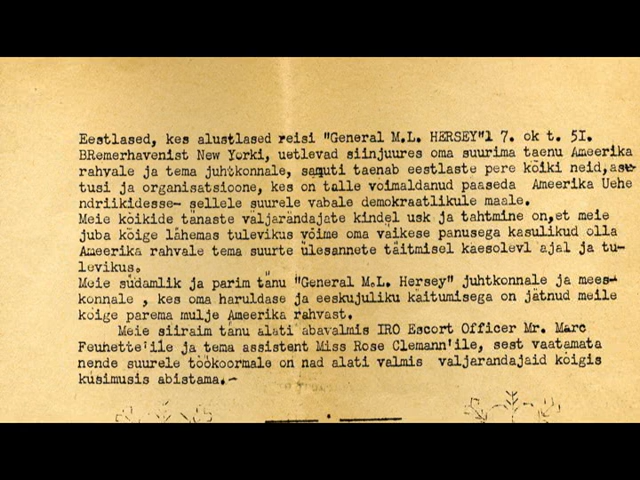 Eestlased, kes alustlased reisi "General M.L. HERSEY"l 7. ok t. 5I.
BRemerhavenist New Yorki, uetlevad siinjuures oma suurima taenu Ameerika
rahvale ja tema juhtkonnale, samuti taenab eestlaste pere kõiki neid,asu-
tusi ja organisatsioone, kes on talle voimaldanud paaseda Ameerika Uehe
ndriikidesse- sellele suurele vabale demokraatlikule maale.
Meie kõikide tänaste väljarändajate kindel usk ja tahtmine on,et meie
juba kõige lähemas tulevikus võime oma väikese panusega kasulikud olla
Ameerika rahvale tema suurte ülesannete täitmisel kaesolevl ajal ja tu-
levikus.
Meie südamlik ja parim tänu "General M.L. Hersey" juhtkonnale ja mees-
konnale , kes oma haruldase ja eeskujuliku käitumisega on jätnud meile
kõige parema mulje Ameerika rahvast.
Meie siiraim tänu alati abavalmis IRO Escort Officer Mr. Marc
Feuhette'ile ja tema assistent Miss Rose Clemann'ile, sest vaatamata
nende suurele töökoormale on nad alati valmis valjarandajaid kõigis
küsimusis abistama.-